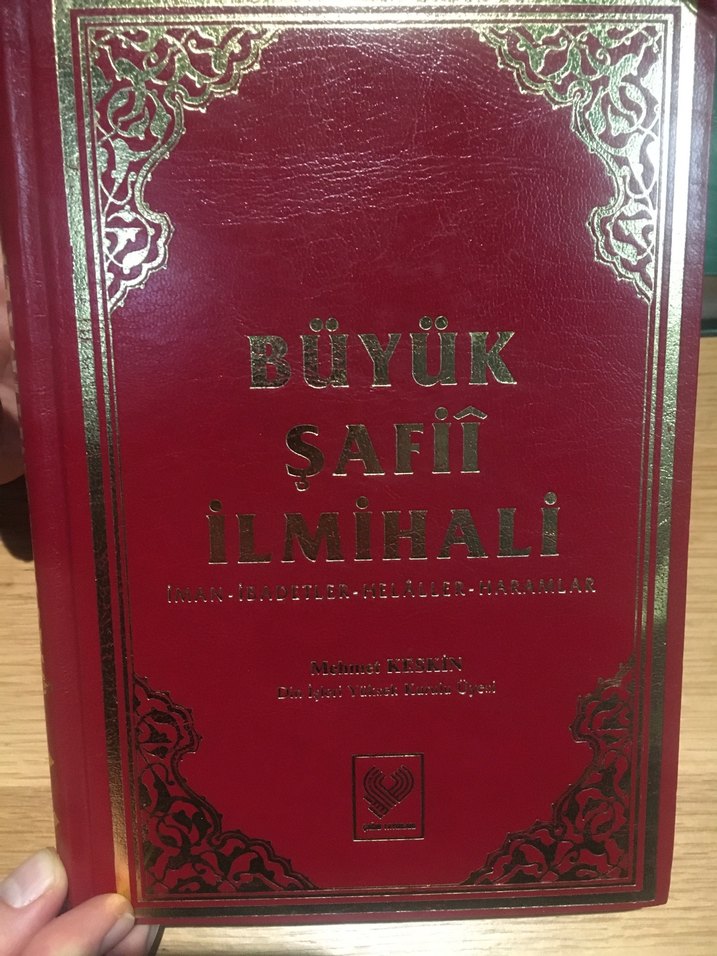 BÜYÜK
ŞAFİÎ
İLMİHALİ
İMAN-İBADETLER-HELÂLLER-HARAMLAR
Mehmet KESKİN
Din İşleri Yüksek Kurulu Üyesi